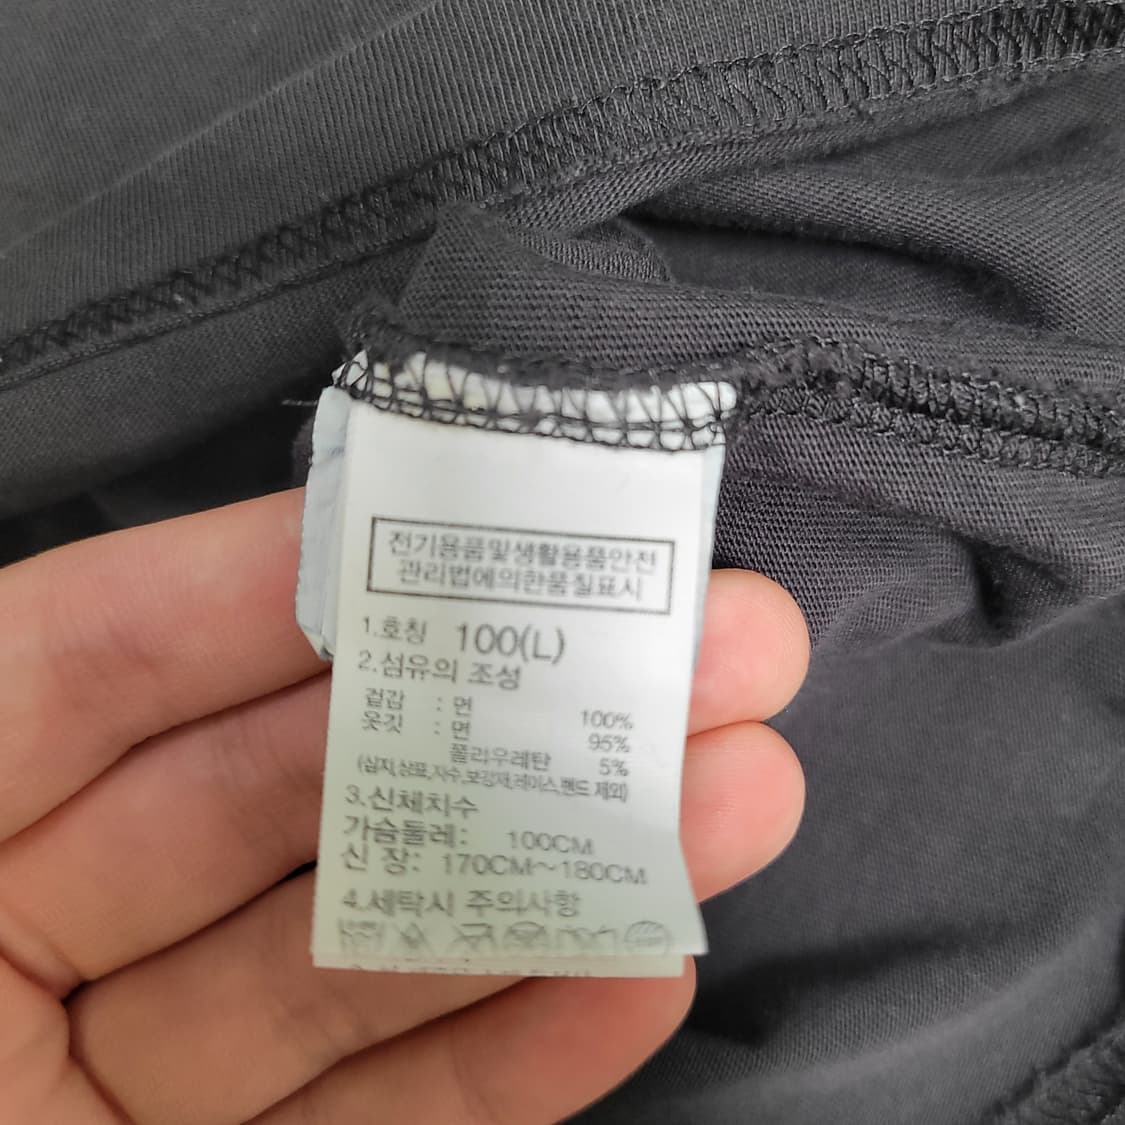 전기용품및생활용품안전
관리법에의한품질표시
1.호칭 100(L)
2.섬유의 조성
겉감 : 면 100%
옷깃 : 면 95%
폴리우레탄 5%
(심지,상표,자수,보강재,레이스,밴드 제외)
3.신체치수
가슴둘레: 100CM
신 장: 170CM~180CM
4.세탁시 주의사항